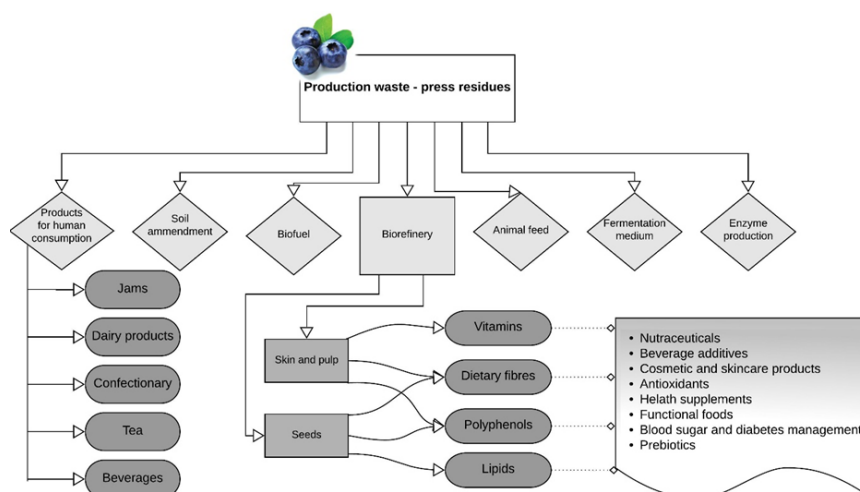 Production waste - press residues
Products
for human
consumption
Soil
ammendment
Biofuel
Biorefinery
Animal feed
Fermentation
medium
Enzyme
production
Jams
Dairy products
Confectionary
Tea
Beverages
Skin and pulp
Seeds
Vitamins
Dietary fibres
Polyphenols
Lipids
• Nutraceuticals
• Beverage additives
• Cosmetic and skincare products
• Antioxidants
• Helath supplements
• Functional foods
• Blood sugar and diabetes management
• Prebiotics